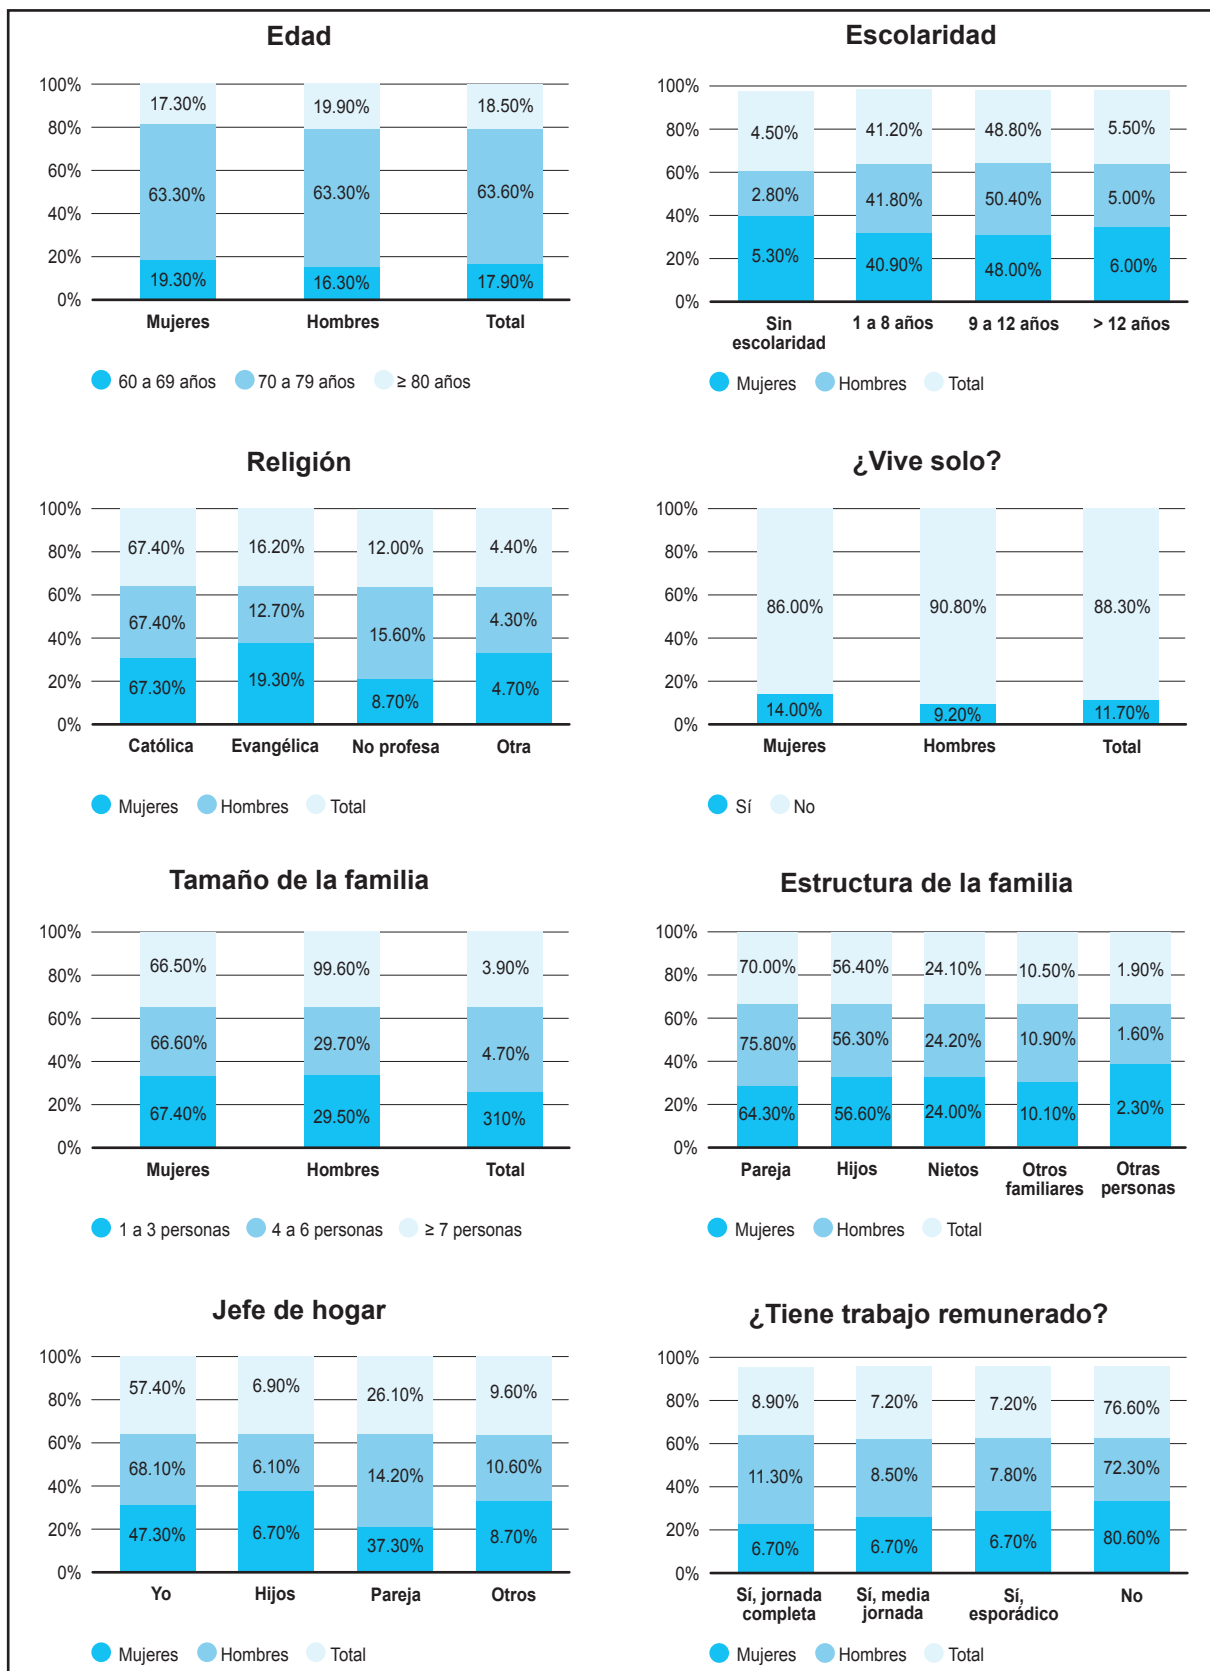 Edad
100%
80%
60%
40%
20%
0%
17.30%
19.90%
18.50%
63.30%
63.30%
63.60%
19.30%
16.30%
17.90%
Mujeres
Hombres
Total
60 a 69 años
70 a 79 años
≥ 80 años
Escolaridad
100%
80%
60%
40%
20%
0%
4.50%
41.20%
48.80%
5.50%
2.80%
41.80%
50.40%
5.00%
5.30%
40.90%
48.00%
6.00%
Sin
escolaridad
1 a 8 años
9 a 12 años
> 12 años
Mujeres
Hombres
Total
Religión
100%
80%
60%
40%
20%
0%
67.40%
16.20%
12.00%
4.40%
67.40%
12.70%
15.60%
4.30%
67.30%
19.30%
8.70%
4.70%
Católica
Evangélica
No profesa
Otra
Mujeres
Hombres
Total
¿Vive solo?
100%
80%
60%
40%
20%
0%
86.00%
90.80%
88.30%
14.00%
9.20%
11.70%
Mujeres
Hombres
Total
Sí
No
Tamaño de la familia
100%
80%
60%
40%
20%
0%
66.50%
99.60%
3.90%
66.60%
29.70%
4.70%
67.40%
29.50%
310%
Mujeres
Hombres
Total
1 a 3 personas
4 a 6 personas
≥ 7 personas
Estructura de la familia
100%
80%
60%
40%
20%
0%
70.00%
56.40%
24.10%
10.50%
1.90%
75.80%
56.30%
24.20%
10.90%
1.60%
64.30%
56.60%
24.00%
10.10%
2.30%
Pareja
Hijos
Nietos
Otros
familiares
Otras
personas
Mujeres
Hombres
Total
Jefe de hogar
100%
80%
60%
40%
20%
0%
57.40%
6.90%
26.10%
9.60%
68.10%
6.10%
14.20%
10.60%
47.30%
6.70%
37.30%
8.70%
Yo
Hijos
Pareja
Otros
Mujeres
Hombres
Total
¿Tiene trabajo remunerado?
100%
80%
60%
40%
20%
0%
8.90%
7.20%
7.20%
76.60%
11.30%
8.50%
7.80%
72.30%
6.70%
6.70%
6.70%
80.60%
Sí, jornada
completa
Sí, media
jornada
Sí,
esporádico
No
Mujeres
Hombres
Total